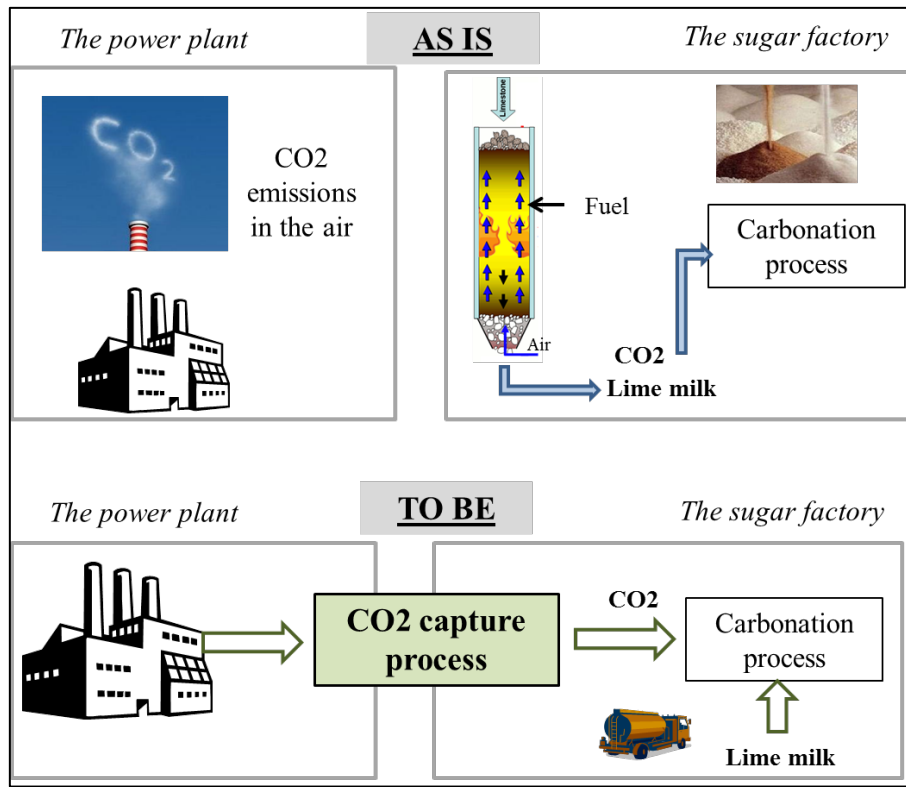 The power plant
AS IS
The sugar factory
CO2
CO2
emissions
in the air
Limestone
Fuel
Air
Carbonation
process
CO2
Lime milk
The power plant
TO BE
The sugar factory
CO2 capture
process
CO2
Carbonation
process
Lime milk